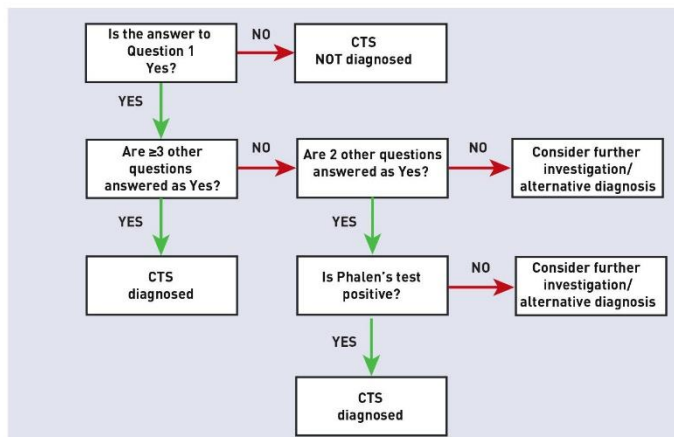 Is the answer to
Question 1
Yes?
NO
CTS
NOT diagnosed
YES
Are ≥3 other
questions
answered as Yes?
NO
Are 2 other questions
answered as Yes?
NO
Consider further
investigation/
alternative diagnosis
YES
YES
CTS
diagnosed
Is Phalen's test
positive?
NO
Consider further
investigation/
alternative diagnosis
YES
CTS
diagnosed